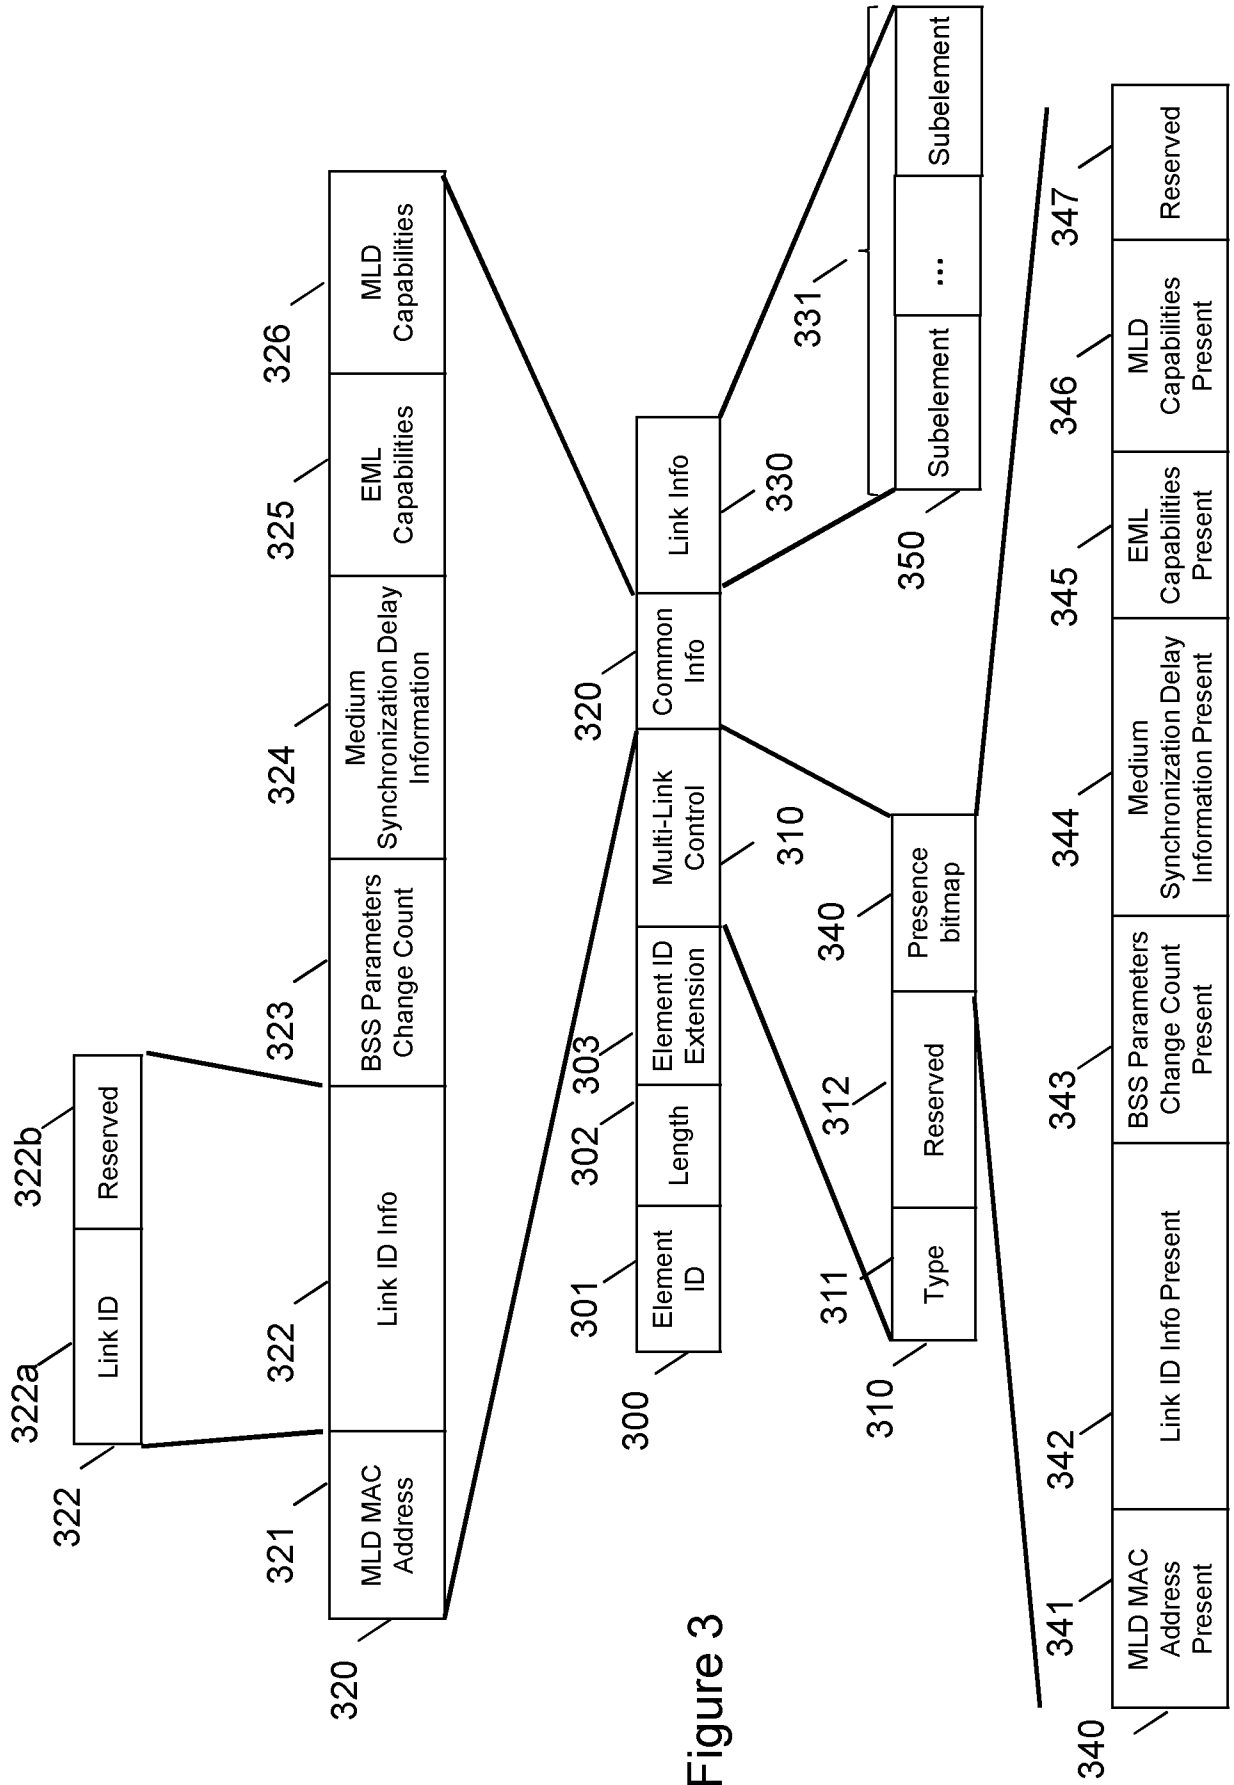 322a
322b
Link ID
Reserved
322
321
322
323
324
325
326
MLD MAC
Address
Link ID Info
BSS Parameters
Change Count
Medium
Synchronization Delay
Information
EML
Capabilities
MLD
Capabilities
320
301
302
303
320
Element
ID
Length
Element ID
Extension
Multi-Link
Control
Common
Info
Link Info
300
310
330
331
311
312
340
Type
Reserved
Presence
bitmap
310
Subelement
...
Subelement
350
341
342
343
344
345
346
347
MLD MAC
Address
Present
Link ID Info Present
BSS Parameters
Change Count
Present
Medium
Synchronization Delay
Information Present
EML
Capabilities
Present
MLD
Capabilities
Present
Reserved
340
Figure 3